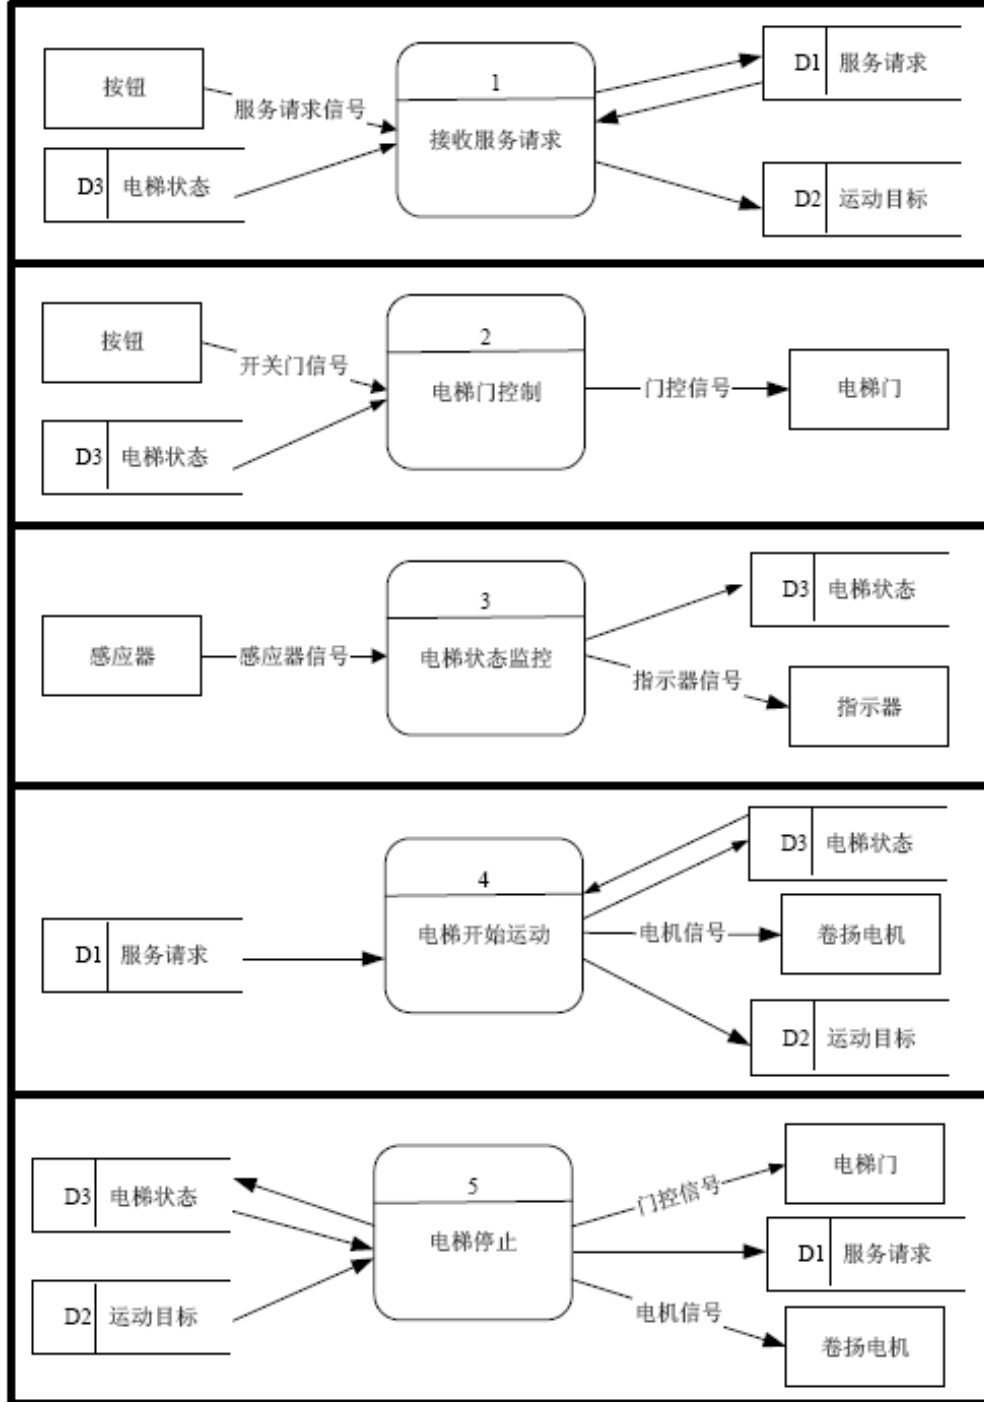 按钮
服务请求信号
D3 电梯状态
1
接收服务请求
D1 服务请求
D2 运动目标
按钮
开关门信号
D3 电梯状态
2
电梯门控制
门控信号
电梯门
感应器
感应器信号
3
电梯状态监控
D3 电梯状态
指示器信号
指示器
D1 服务请求
4
电梯开始运动
D3 电梯状态
电机信号
卷扬电机
D2 运动目标
D3 电梯状态
D2 运动目标
5
电梯停止
门控信号
电梯门
D1 服务请求
电机信号
卷扬电机